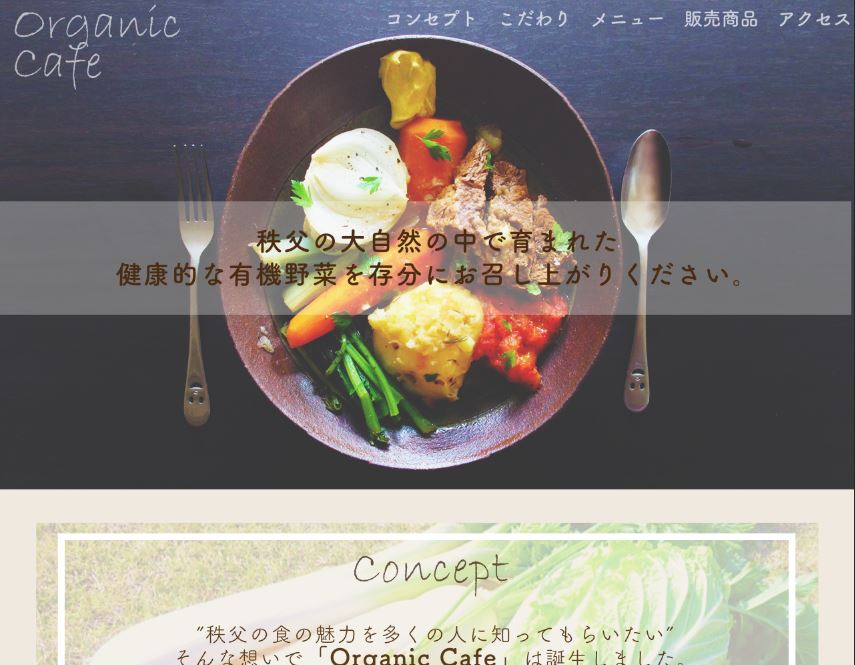 Organic
Cafe
コンセプト こだわり メニュー 販売商品 アクセス
秩父の大自然の中で育まれた
健康的な有機野菜を存分にお召し上がりください。
Concept
"秩父の食の魅力を多くの人に知ってもらいたい"
そんな想いで「Organic Cafe」は誕生しました。